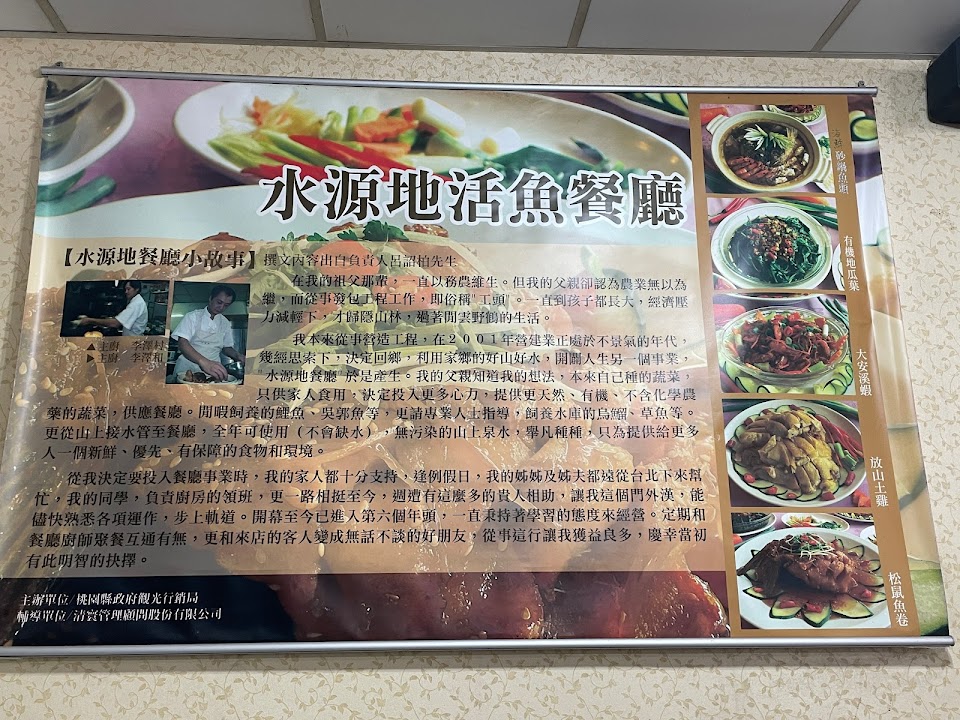 水源地活魚餐廳
【水源地餐廳小故事】撰文內容出自負責人呂詔柏先生
在我的祖父那輩，一直以務農維生。但我的父親卻認為農業無以為
繼，而從事發包工程工作，即俗稱"工頭"。一直到孩子都長大，經濟壓
力減輕下，才歸隱山林，過著閒雲野鶴的生活。
▲主廚 李澤村
▶主廚 李澤和
我本來從事營造工程，在2001年營建業正處於不景氣的年代，
幾經思索下，決定回鄉，利用家鄉的好山好水，開闢人生另一個事業，
"水源地餐廳"於是產生。我的父親知道我的想法，本來自己種的蔬菜，
只供家人食用，決定投入更多心力，提供更天然、有機、不含化學農
藥的蔬菜，供應餐廳。閒暇飼養的鯉魚、吳郭魚等，更請專業人士指導，飼養水庫的烏鰡、草魚等。
更從山上接水管至餐廳，全年可使用（不會缺水），無污染的山上泉水，舉凡種種，只為提供給更多
人一個新鮮、優先、有保障的食物和環境。
從我決定要投入餐廳事業時，我的家人都十分支持，逢例假日，我的姊姊及姊夫都遠從台北下來幫
忙，我的同學，負責廚房的領班，更一路相挺至今，週遭有這麼多的貴人相助，讓我這個門外漢，能
儘快熟悉各項運作，步上軌道。開幕至今已進入第六個年頭，一直秉持著學習的態度來經營。定期和
餐廳廚師聚餐互通有無，更和來店的客人變成無話不談的好朋友，從事這行讓我獲益良多，慶幸當初
有此明智的抉擇。
主辦單位/桃園縣政府觀光行銷局
輔導單位/清寶管理顧問股份有限公司
砂鍋魚頭
有機地瓜葉
大安溪蝦
放山土雞
松鼠魚卷